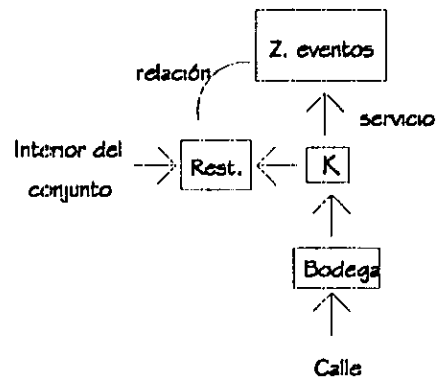 Z. eventos
relación
servicio
Interior del
conjunto
Rest.
K
Bodega
Calle